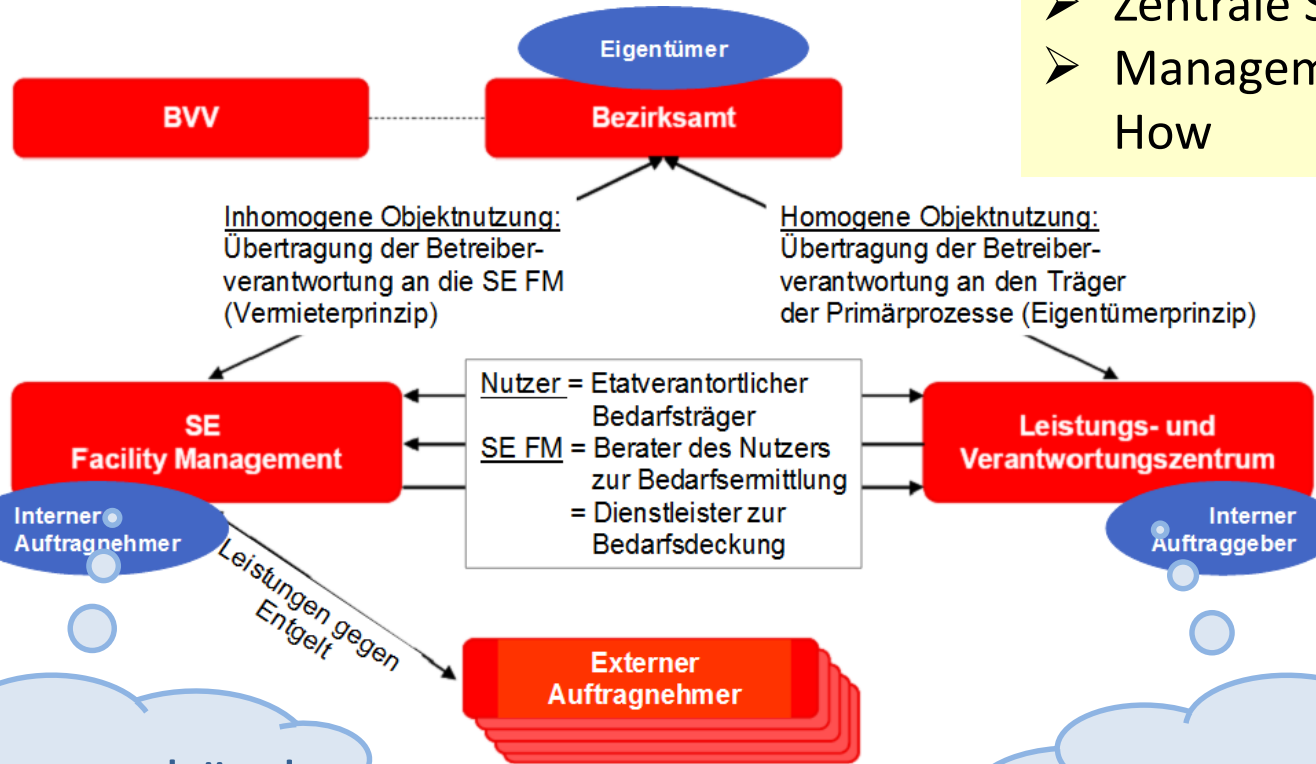 Eigentümer
➢ Zentrale
➢
How
BVV
Bezirksamt
Inhomogene Objektnutzung:
Übertragung der Betreiber-
verantwortung an die SE FM
(Vermieterprinzip)
Homogene Objektnutzung:
Übertragung der Betreiber-
verantwortung an den Träger
der Primärprozesse (Eigentümerprinzip)
SE
Facility Management
Nutzer = Etatverantortlicher
Bedarfsträger
SE FM = Berater des Nutzers
zur Bedarfsermittlung
= Dienstleister zur
Bedarfsdeckung
Leistungs- und
Verantwortungszentrum
Interner
Auftragnehmer
Interner
Auftraggeber
Leistungen gegen
Entgelt
Externer
Auftragnehmer